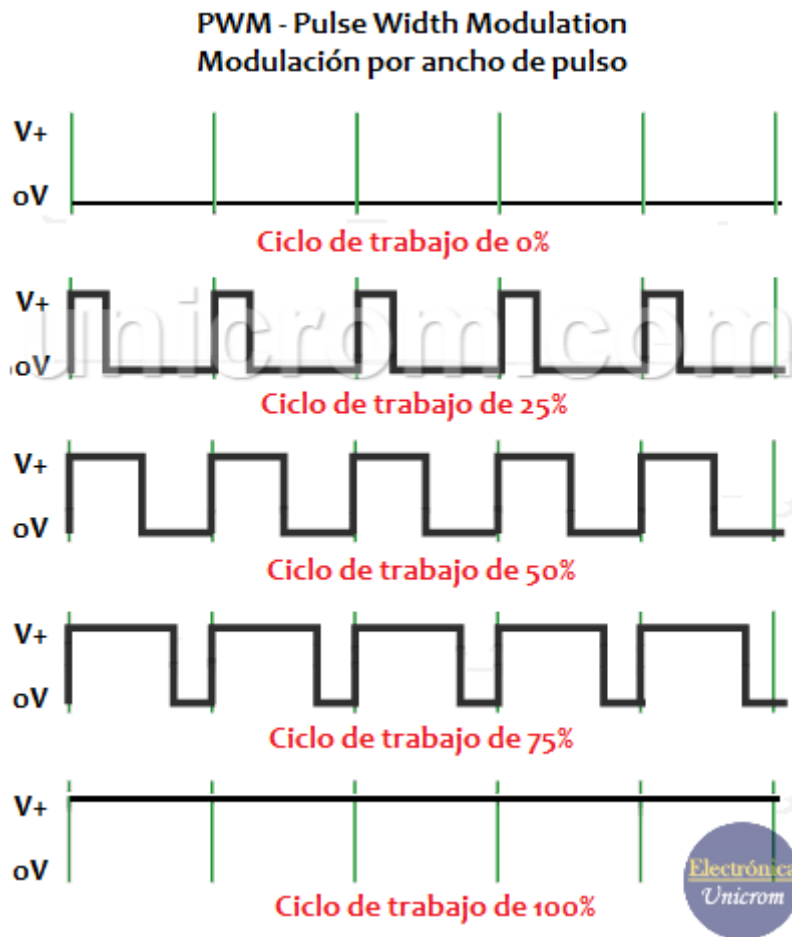 PWM - Pulse Width Modulation
Modulación por ancho de pulso
V+
0V
Ciclo de trabajo de 0%
V+
0V
unicrom.com
Ciclo de trabajo de 25%
V+
0V
Ciclo de trabajo de 50%
V+
0V
Ciclo de trabajo de 75%
V+
0V
Ciclo de trabajo de 100%
Electrónica
Unicrom